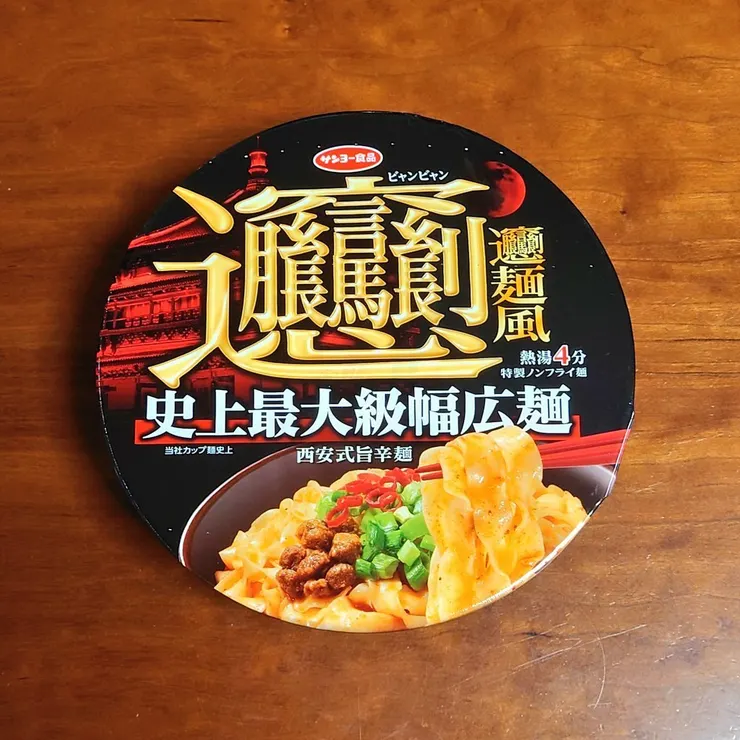 サンヨー食品
ビャンビャン
𰻞
𰻞麺風
熱湯4分
特製ノンフライ麺
史上最大級幅広麺
当社カップ麺史上
西安式旨辛麺